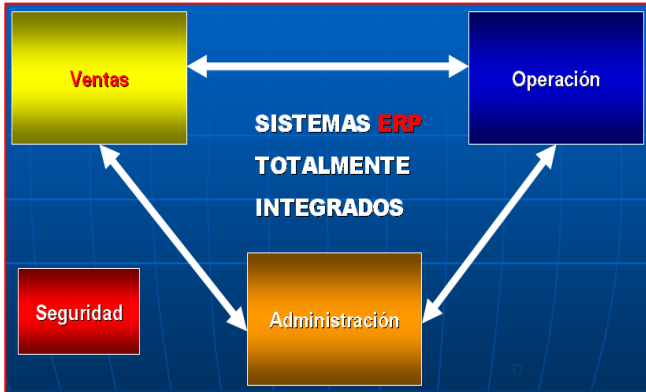 Ventas
Operación
SISTEMAS ERP
TOTALMENTE
INTEGRADOS
Seguridad
Administración
D